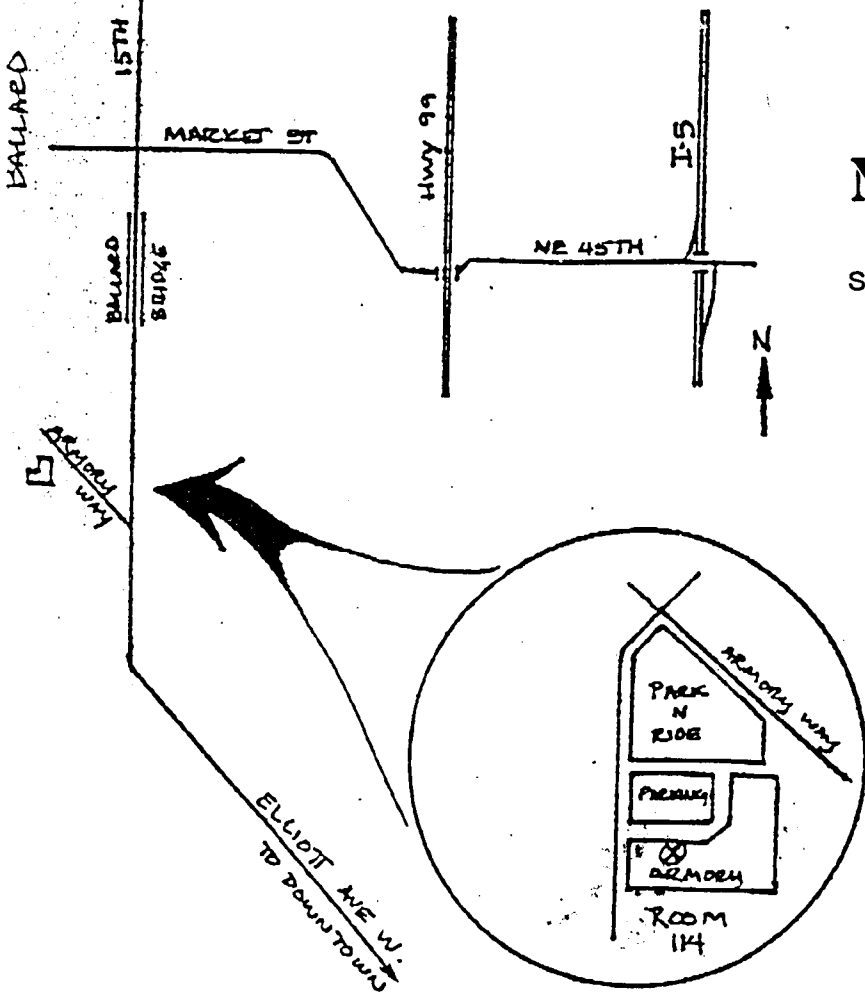 BALLARD
15TH
MARKET ST
Hwy 99
I-5
NE 45TH
BALLARD
BRIDGE
N
ARMORY
WAY
ELLIOTT AVE W.
TO DOWNTOWN
ARMORY WAY
PARK
N
RIDE
PARKING
ARMORY
ROOM
114